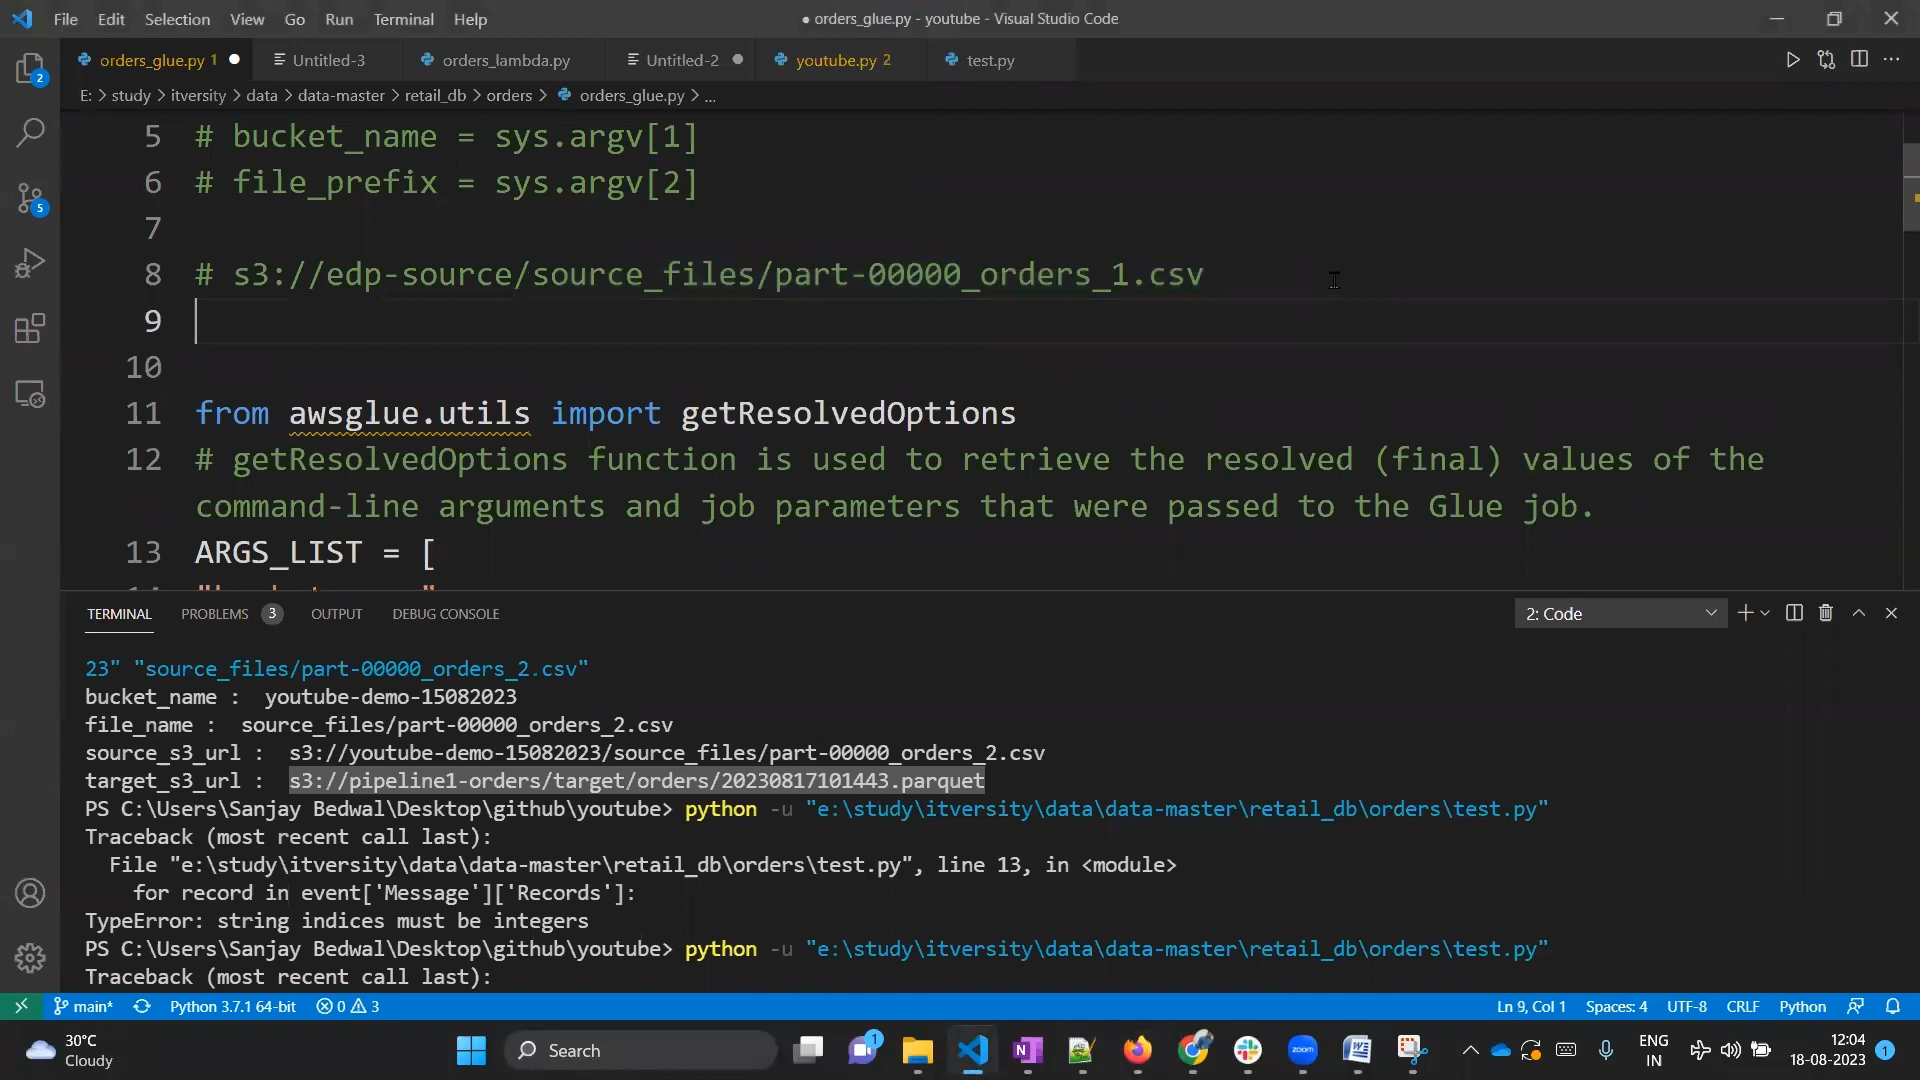 File Edit Selection View Go Run Terminal Help
● orders_glue.py - youtube - Visual Studio Code
orders_glue.py 1 Untitled-3 orders_lambda.py Untitled-2 youtube.py 2 test.py
E: > study > itversity > data > data-master > retail_db > orders > orders_glue.py > ...
2
5
5 # bucket_name = sys.argv[1]
6 # file_prefix = sys.argv[2]
7
8 # s3://edp-source/source_files/part-00000_orders_1.csv
9
10
11 from awsglue.utils import getResolvedOptions
12 # getResolvedOptions function is used to retrieve the resolved (final) values of the
command-line arguments and job parameters that were passed to the Glue job.
13 ARGS_LIST = [
TERMINAL PROBLEMS 3 OUTPUT DEBUG CONSOLE 2: Code
23" "source_files/part-00000_orders_2.csv"
bucket_name :  youtube-demo-15082023
file_name :  source_files/part-00000_orders_2.csv
source_s3_url :  s3://youtube-demo-15082023/source_files/part-00000_orders_2.csv
target_s3_url :  s3://pipeline1-orders/target/orders/20230817101443.parquet
PS C:\Users\Sanjay Bedwal\Desktop\github\youtube> python -u "e:\study\itversity\data\data-master\retail_db\orders\test.py"
Traceback (most recent call last):
  File "e:\study\itversity\data\data-master\retail_db\orders\test.py", line 13, in <module>
    for record in event['Message']['Records']:
TypeError: string indices must be integers
PS C:\Users\Sanjay Bedwal\Desktop\github\youtube> python -u "e:\study\itversity\data\data-master\retail_db\orders\test.py"
Traceback (most recent call last):
main* Python 3.7.1 64-bit 0 3 Ln 9, Col 1 Spaces: 4 UTF-8 CRLF Python
30°C
Cloudy
Search
1
zoom
ENG
IN
12:04
18-08-2023
1